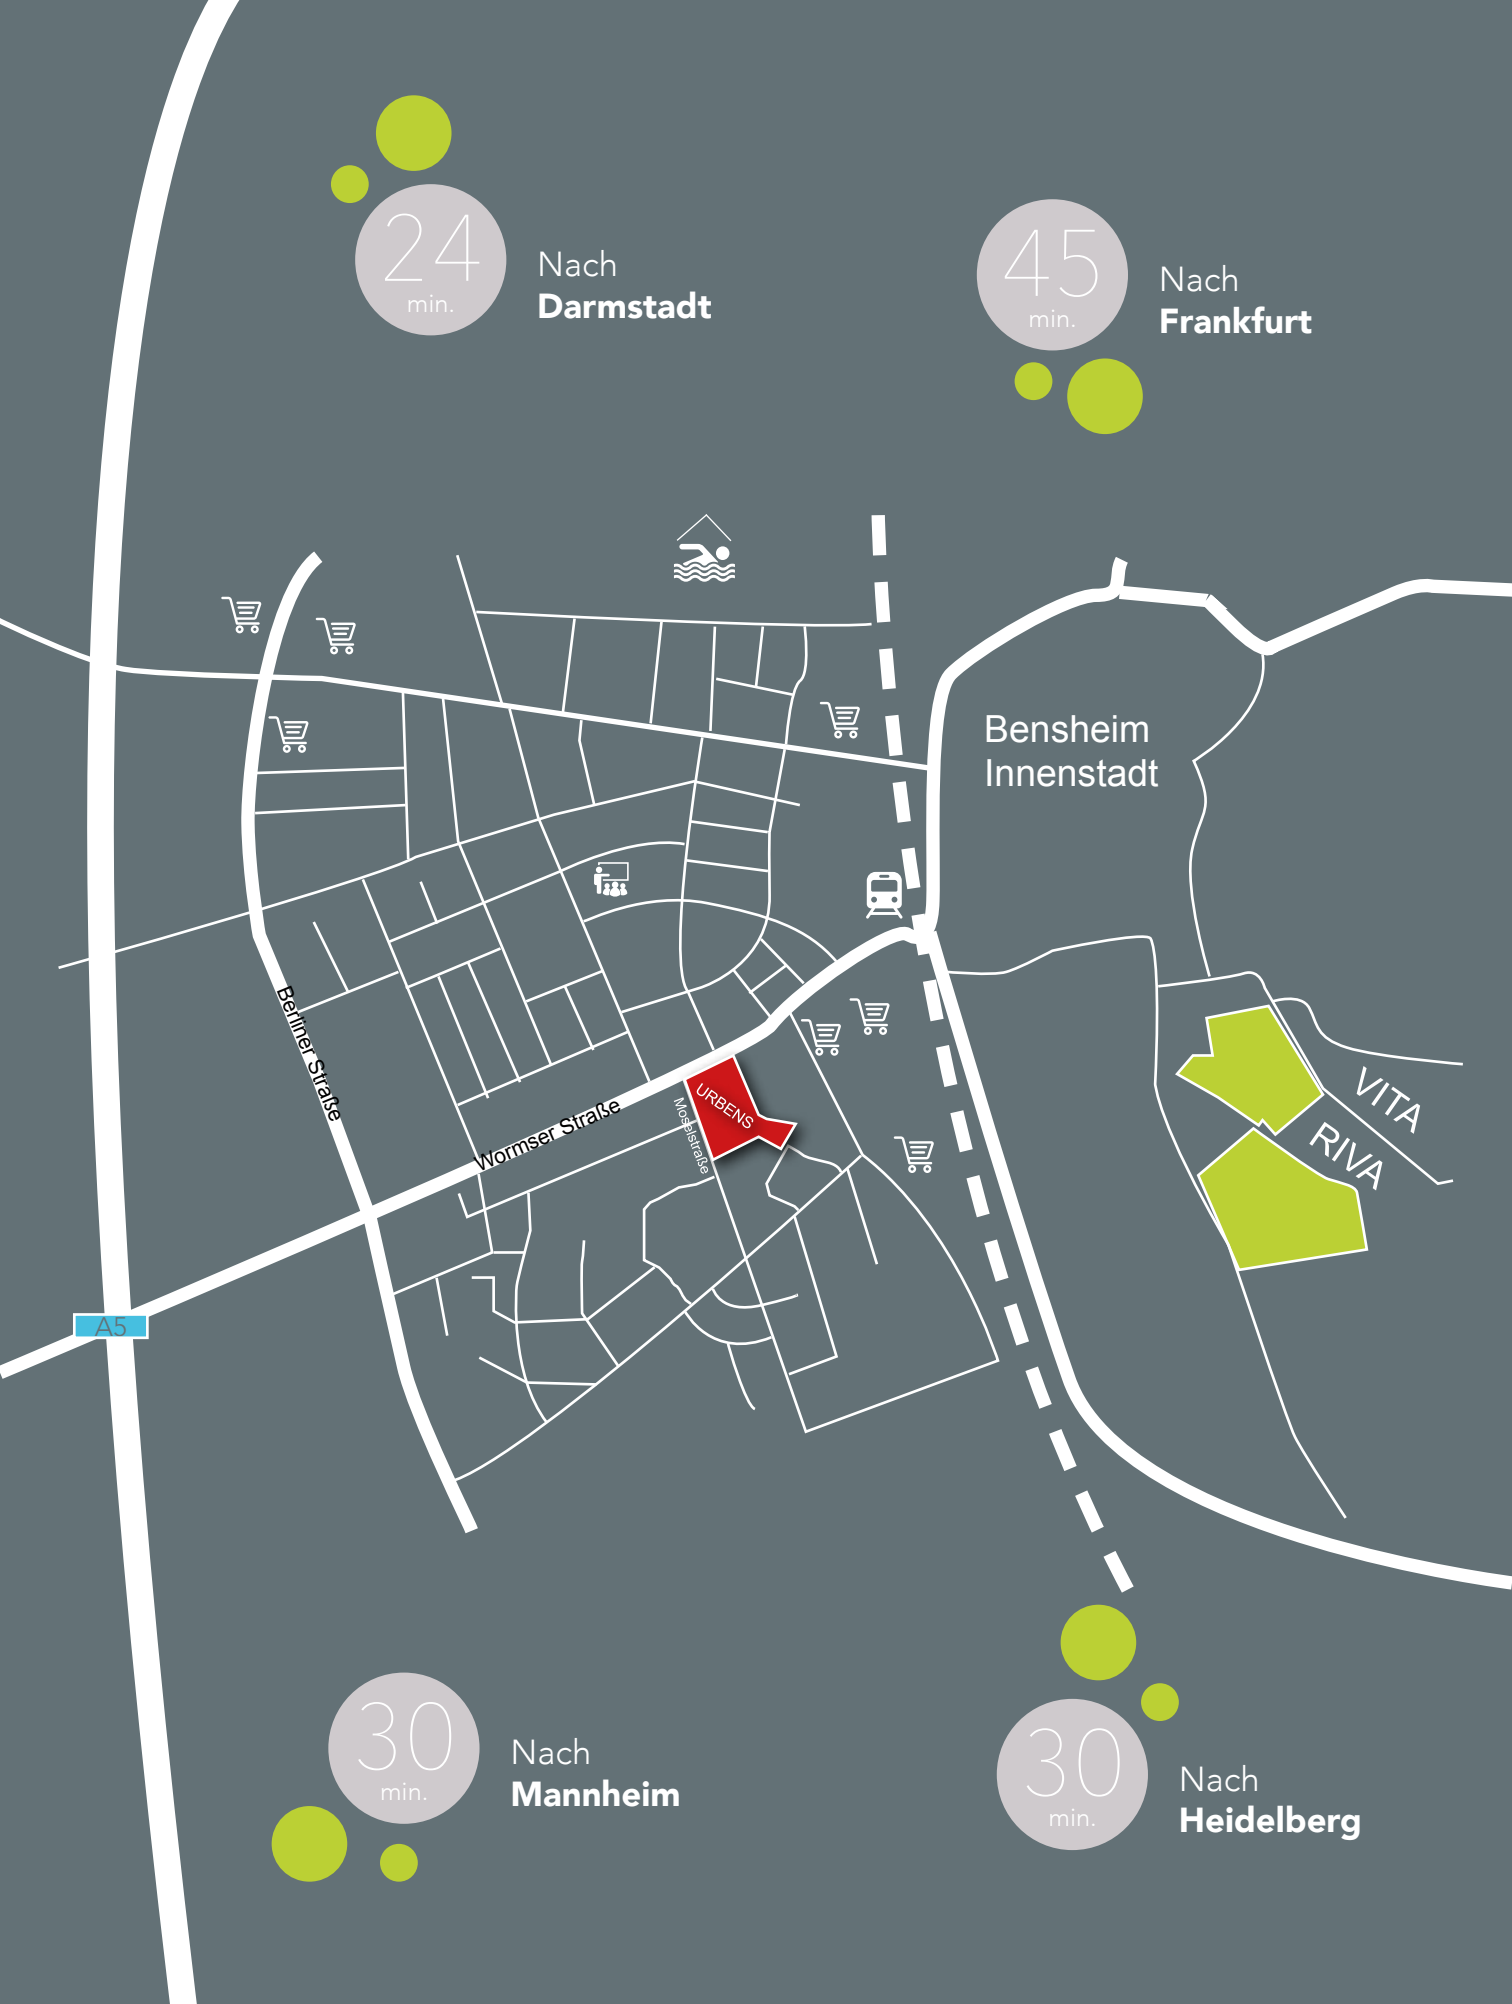 24
min.
Nach
Darmstadt
45
min.
Nach
Frankfurt
Bensheim
Innenstadt
Berliner Straße
Wormser Straße
Moselstraße
URBENS
VITA
RIVA
A5
30
min.
Nach
Mannheim
30
min.
Nach
Heidelberg